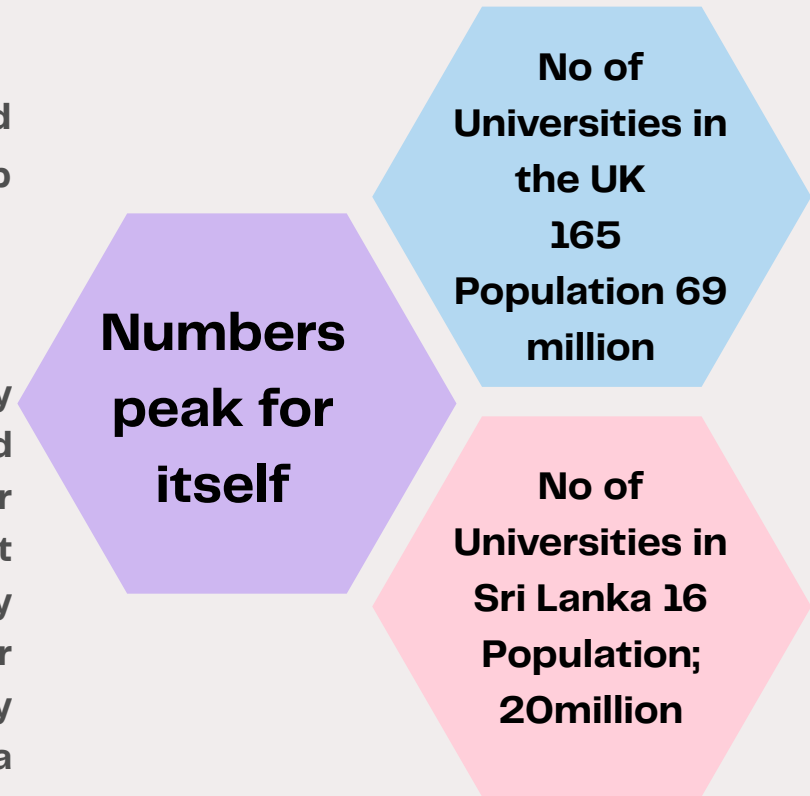 Numbers
peak for
itself
No of
Universities in
the UK
165
Population 69
million
No of
Universities in
Sri Lanka 16
Population;
20million